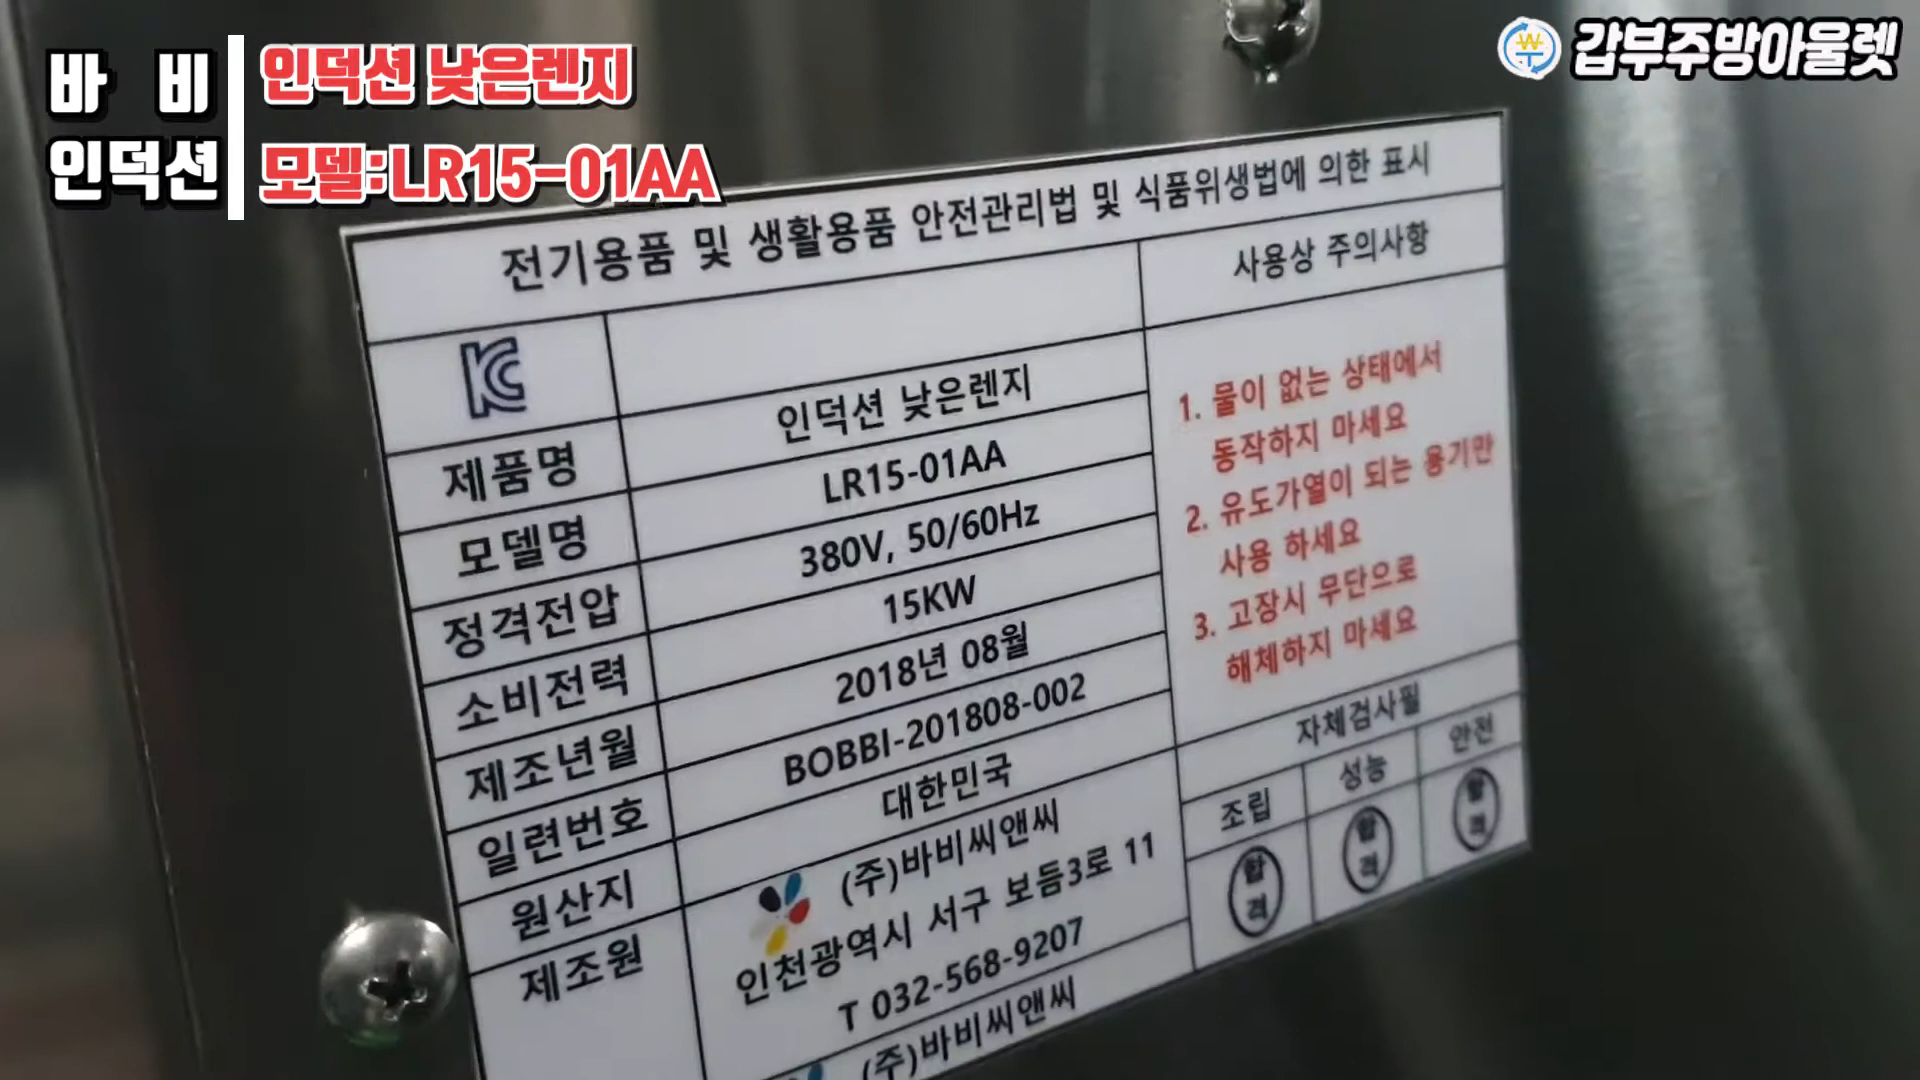 바 비
인덕션
인덕션 낮은렌지
모델:LR15-01AA
갑부주방아울렛
전기용품 및 생활용품 안전관리법 및 식품위생법에 의한 표시
사용상 주의사항
제품명
인덕션 낮은렌지
모델명
LR15-01AA
정격전압
380V, 50/60Hz
소비전력
15KW
제조년월
2018년 08월
일련번호
BOBBI-201808-002
원산지
대한민국
제조원
(주)바비씨앤씨
인천광역시 서구 보듬3로 11
T 032-568-9207
(주)바비씨앤씨
1. 물이 없는 상태에서
동작하지 마세요
2. 유도가열이 되는 용기만
사용 하세요
3. 고장시 무단으로
해체하지 마세요
자체검사필
조립
성능
안전
합격
합격
합격